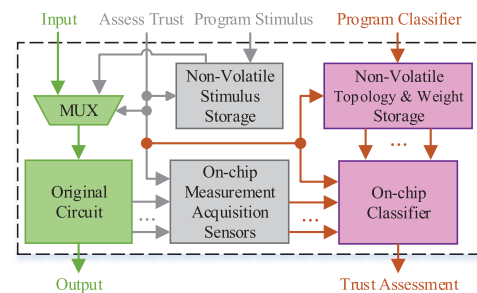 Input
Assess Trust
Program Stimulus
Program Classifier
MUX
Non-Volatile
Stimulus
Storage
Non-Volatile
Topology & Weight
Storage
...
Original
Circuit
...
On-chip
Measurement
Acquisition
Sensors
...
On-chip
Classifier
Output
Trust Assessment